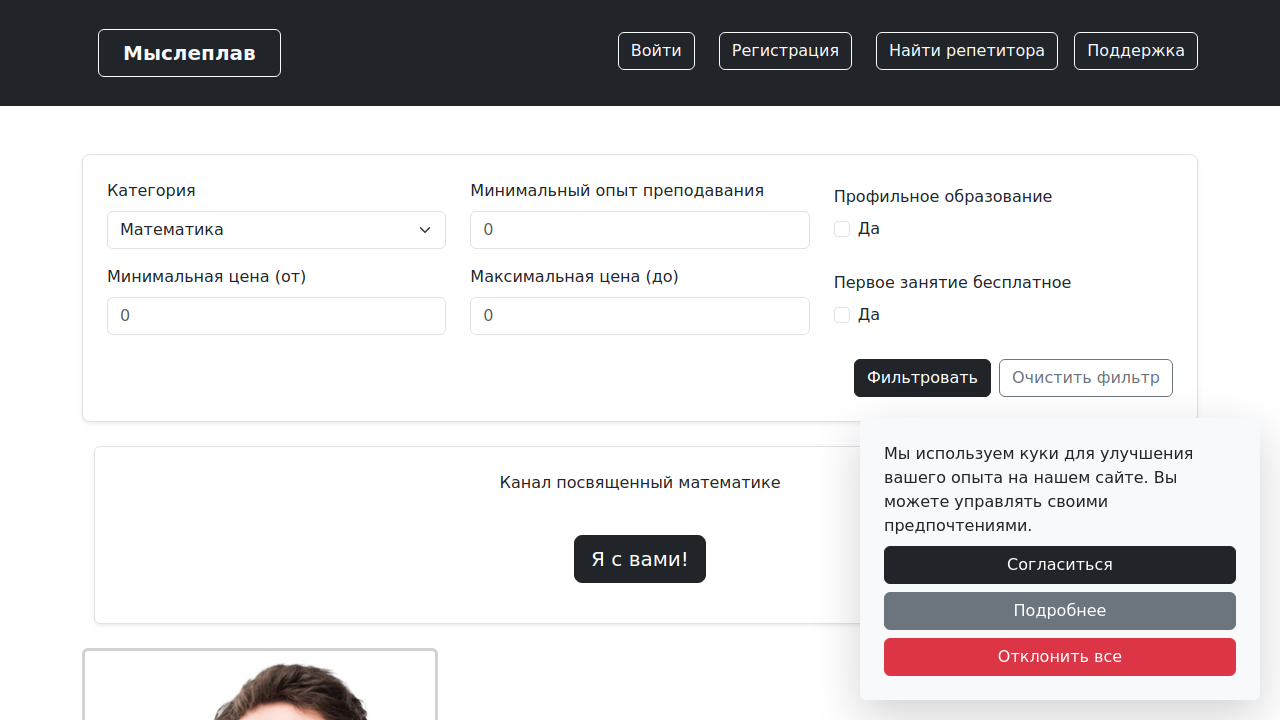 Мыслеплав
Войти
Регистрация
Найти репетитора
Поддержка
Категория
Математика
Минимальный опыт преподавания
0
Профильное образование
Да
Минимальная цена (от)
0
Максимальная цена (до)
0
Первое занятие бесплатное
Да
Фильтровать
Очистить фильтр
Канал посвященный математике
Я с вами!
Мы используем куки для улучшения
вашего опыта на нашем сайте. Вы
можете управлять своими
предпочтениями.
Согласиться
Подробнее
Отклонить все